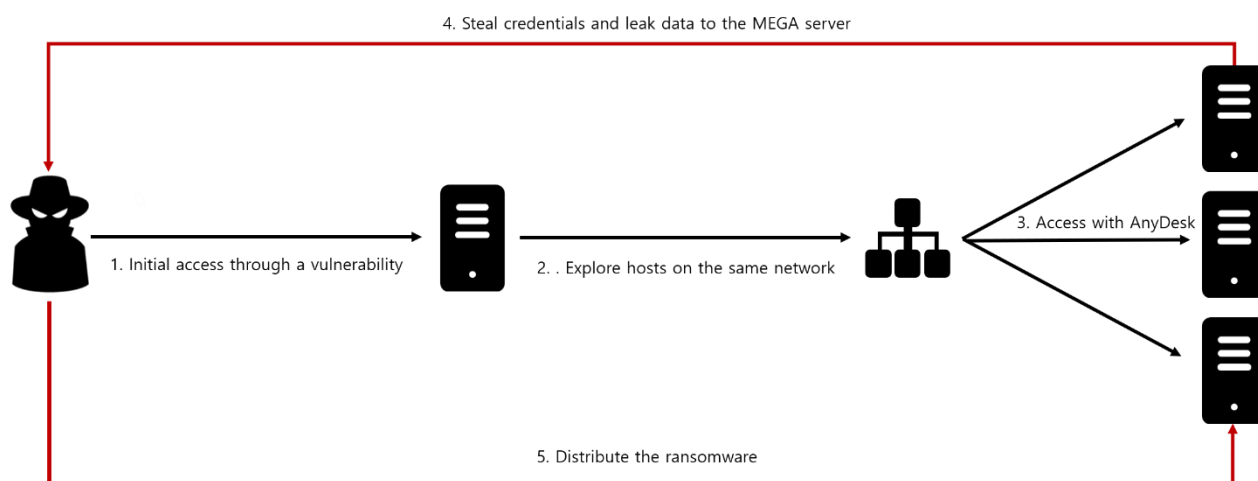 4. Steal credentials and leak data to the MEGA server
1. Initial access through a vulnerability
2. . Explore hosts on the same network
3. Access with AnyDesk
5. Distribute the ransomware